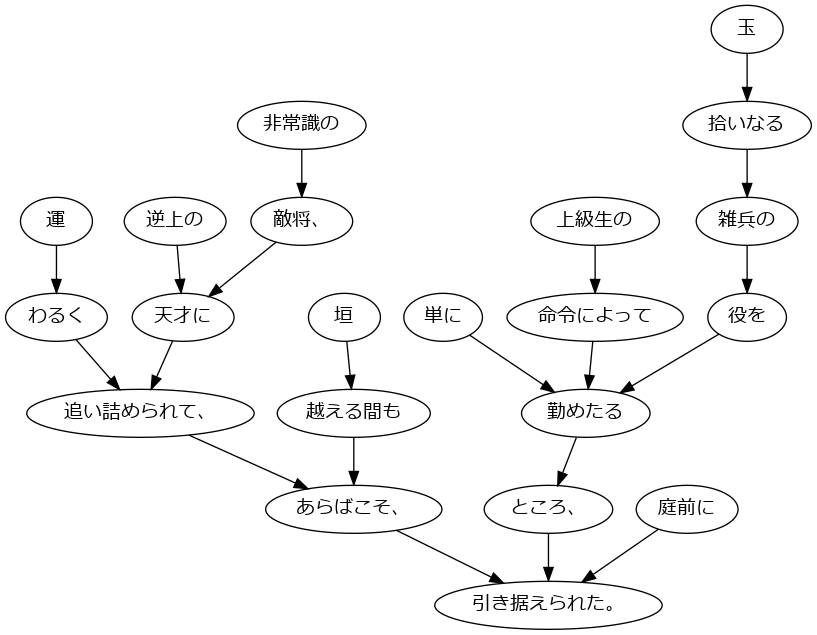 玉
非常識の
拾いなる
運
逆上の
敵将、
上級生の
雑兵の
わるく
天才に
垣
単に
命令によって
役を
追い詰められて、
越える間も
勤めたる
あらばこそ、
ところ、
庭前に
引き据えられた。